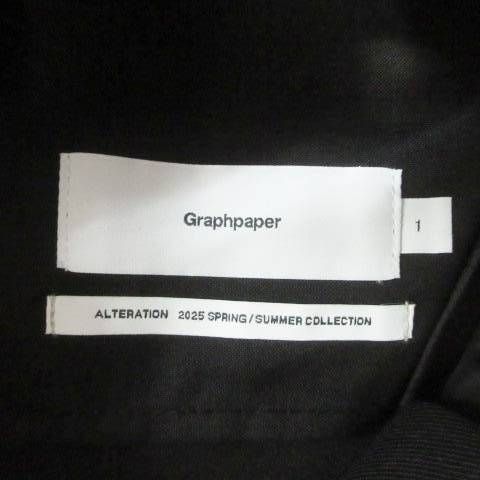 Graphpaper
1
ALTERATION 2025 SPRING/SUMMER COLLECTION